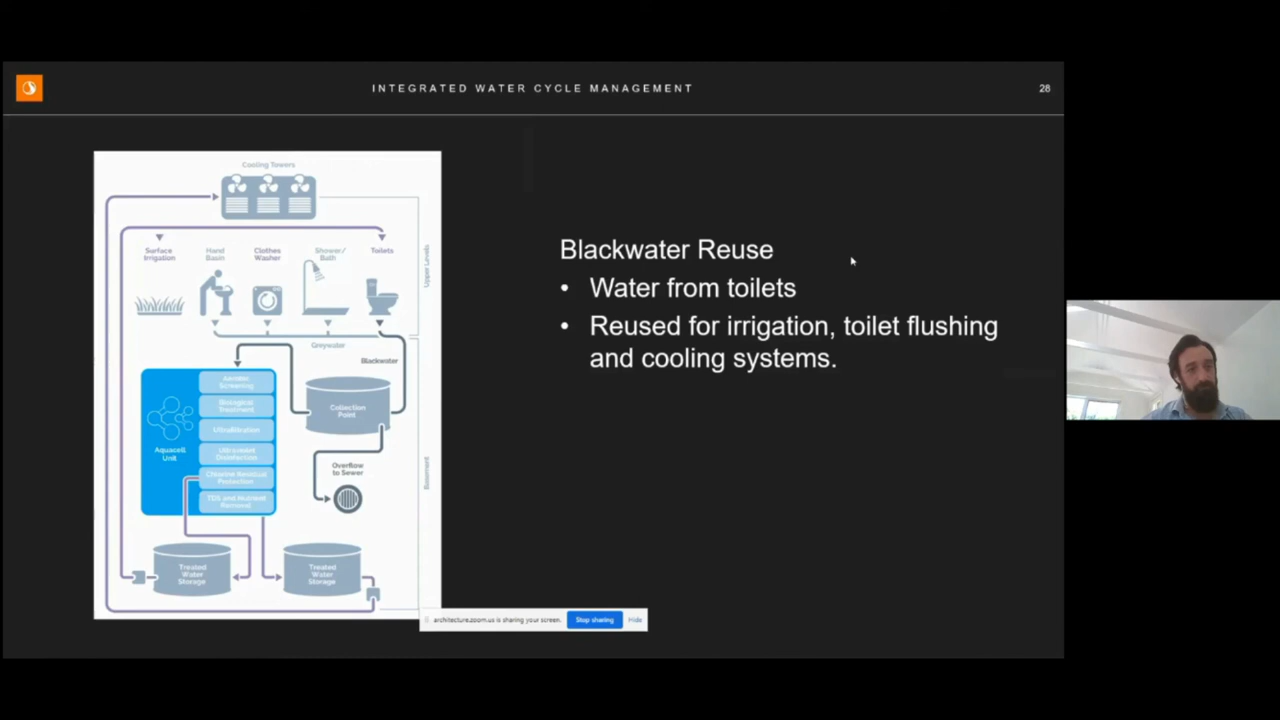 INTEGRATED WATER CYCLE MANAGEMENT
28
Cooling Towers
Surface
Irrigation
Hand
Basin
Clothes
Washer
Shower/
Bath
Toilets
Upper Levels
Greywater
Blackwater
Aerobic
Screening
Biological
Treatment
Ultrafiltration
Ultraviolet
Disinfection
Chlorine Residual
Protection
TDS and Nutrient
Removal
Aquacell
Unit
Collection
Point
Overflow
to Sewer
Basement
Treated
Water
Storage
Treated
Water
Storage
Blackwater Reuse
• Water from toilets
• Reused for irrigation, toilet flushing
and cooling systems.
architecture.zoom.us is sharing your screen.
Stop sharing
Hide